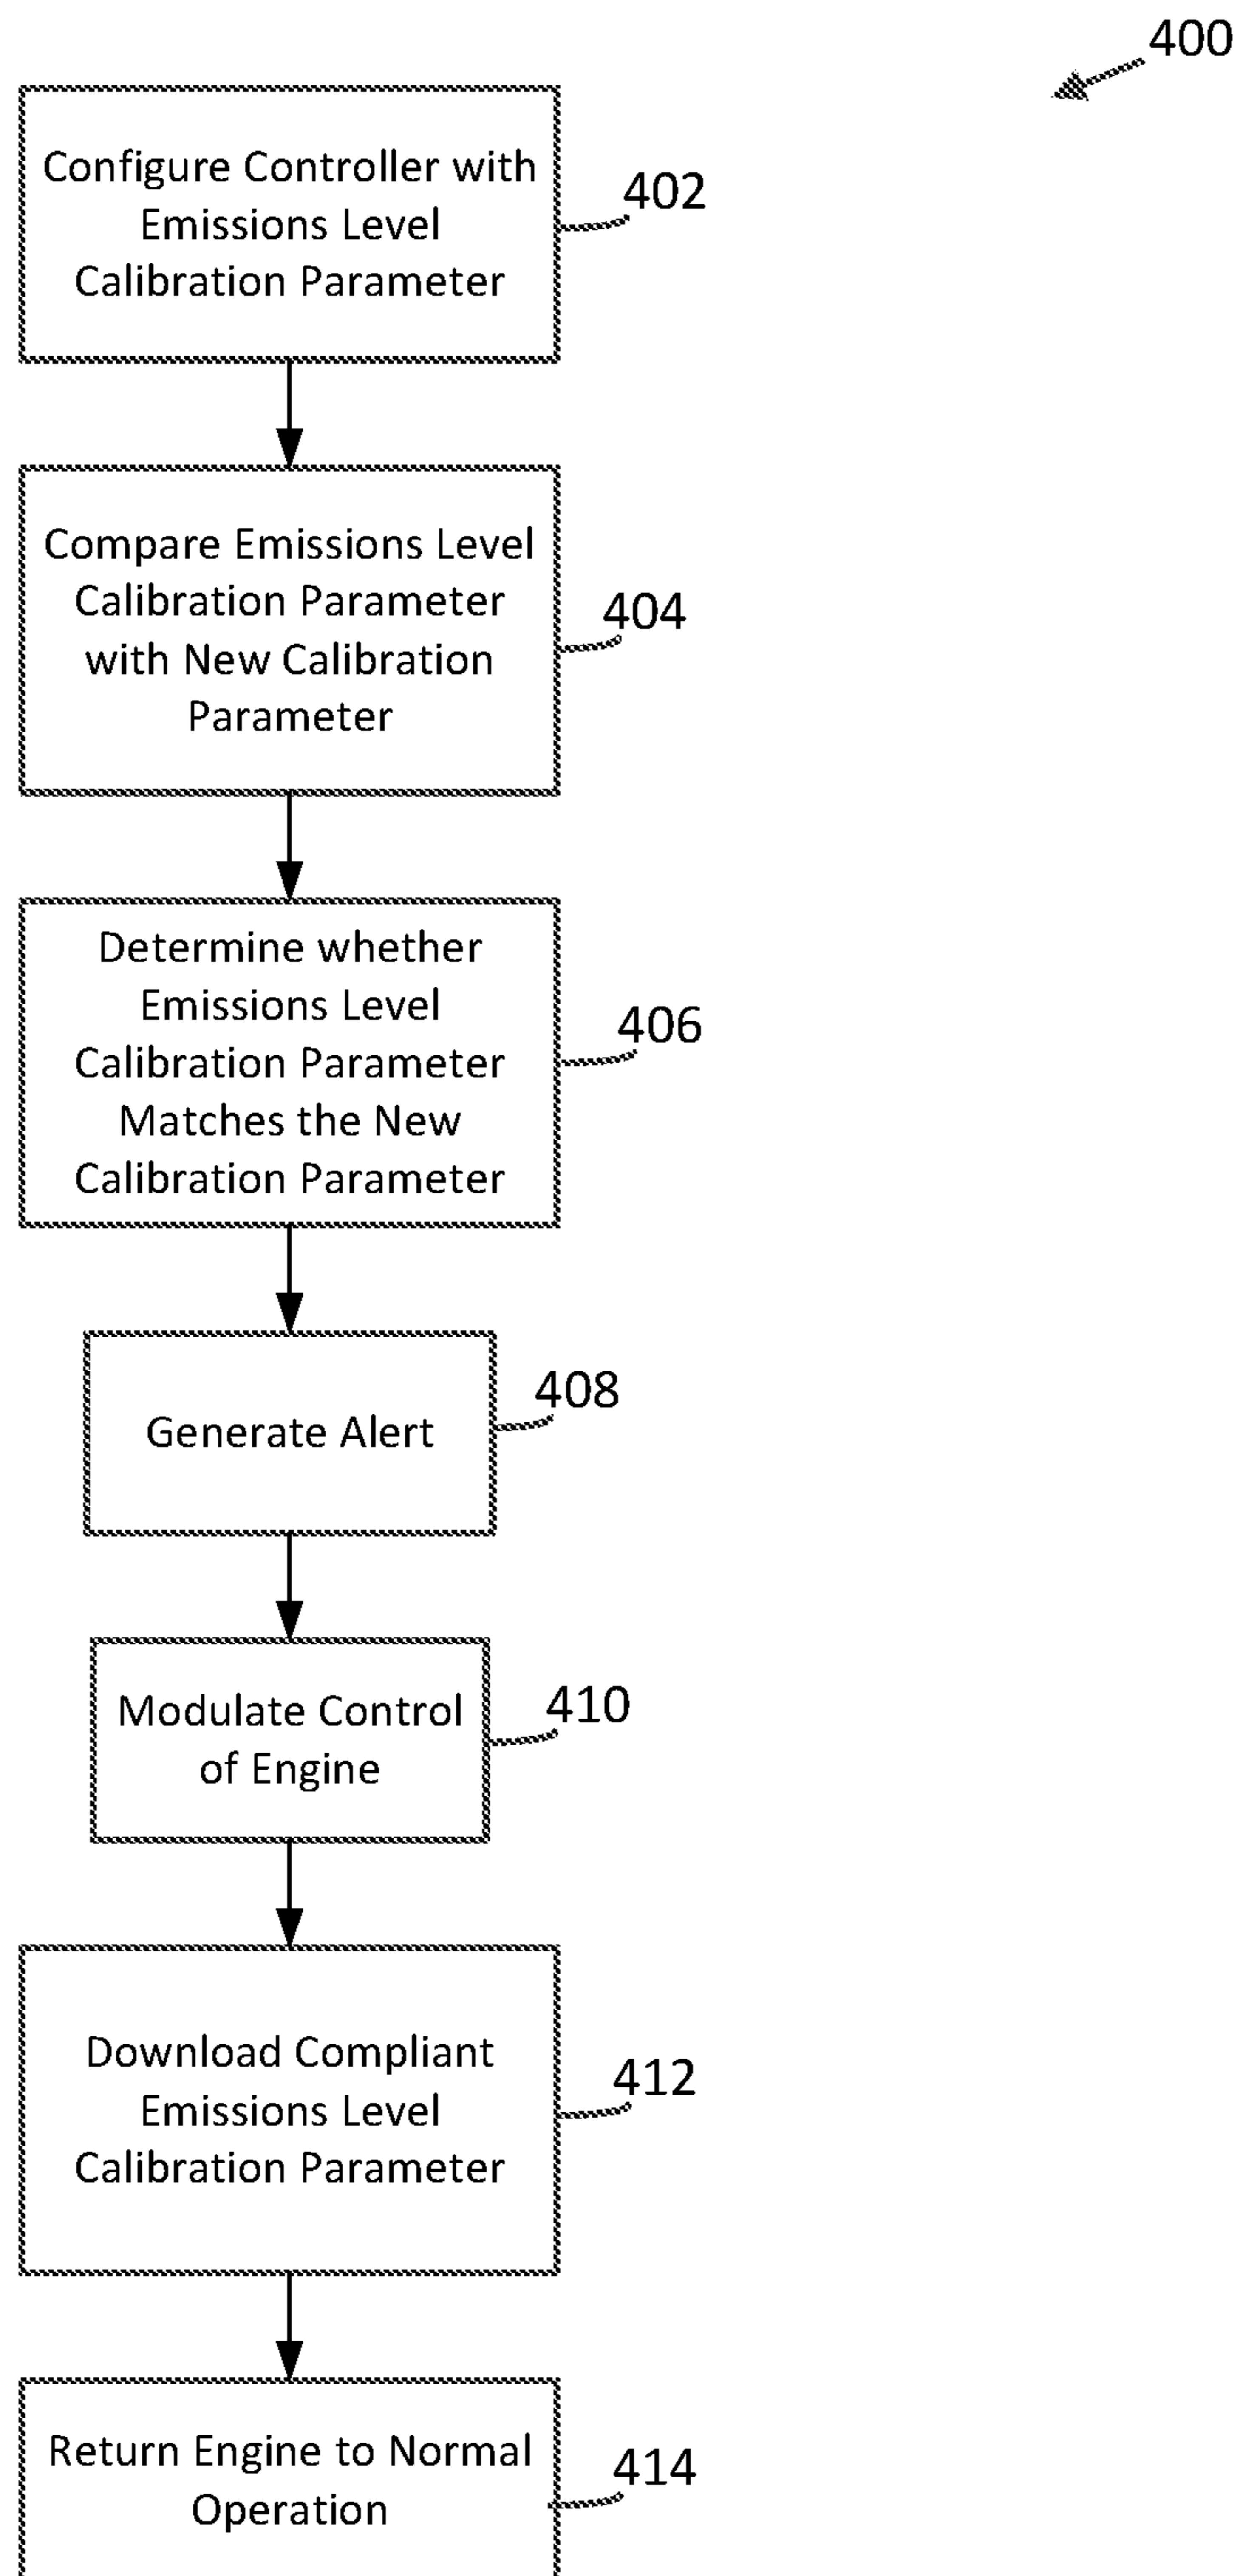 400
Configure Controller with
Emissions Level
Calibration Parameter
402
Compare Emissions Level
Calibration Parameter
with New Calibration
Parameter
404
Determine whether
Emissions Level
Calibration Parameter
Matches the New
Calibration Parameter
406
Generate Alert
408
Modulate Control
of Engine
410
Download Compliant
Emissions Level
Calibration Parameter
412
Return Engine to Normal
Operation
414